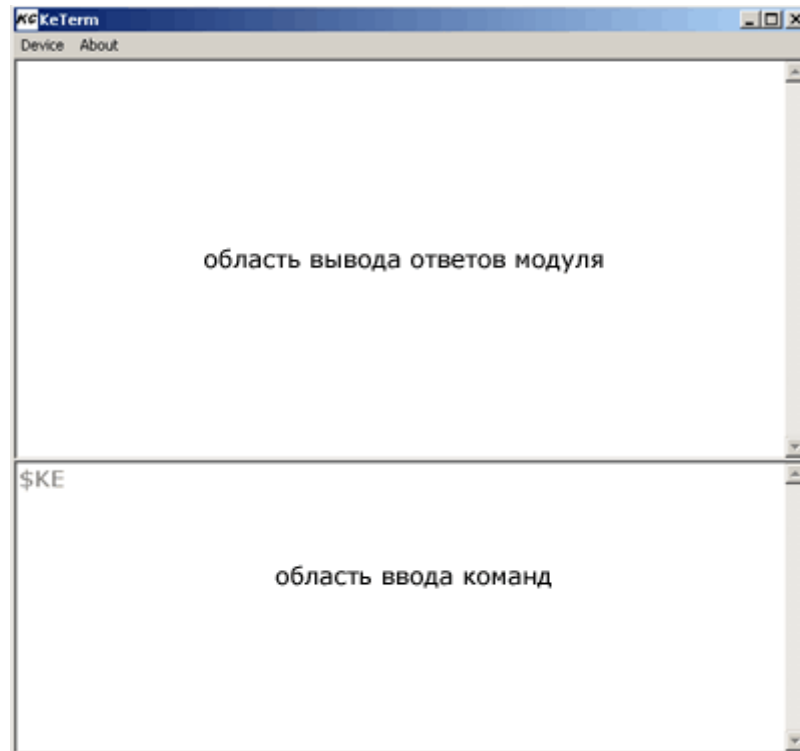 KC KeTerm
Device About
область вывода ответов модуля
$KE
область ввода команд